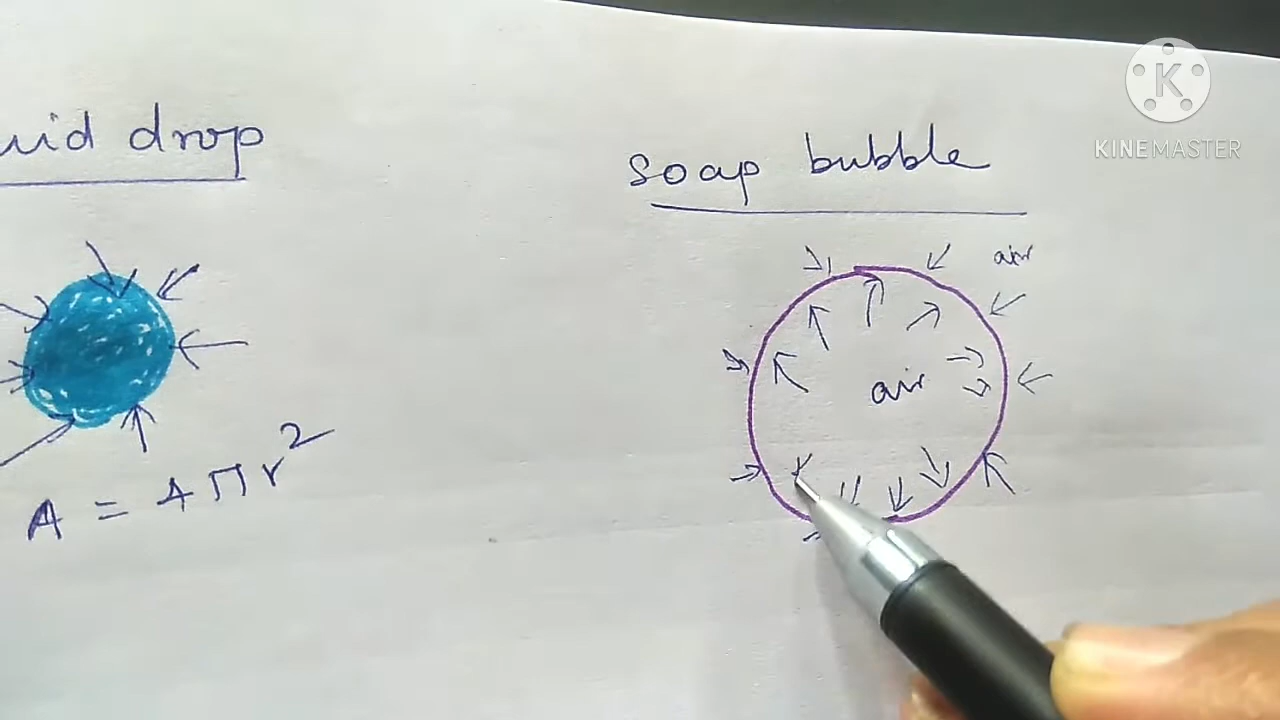 uid drop
soap bubble
air
air
A = 4πr²
K
KINEMASTER